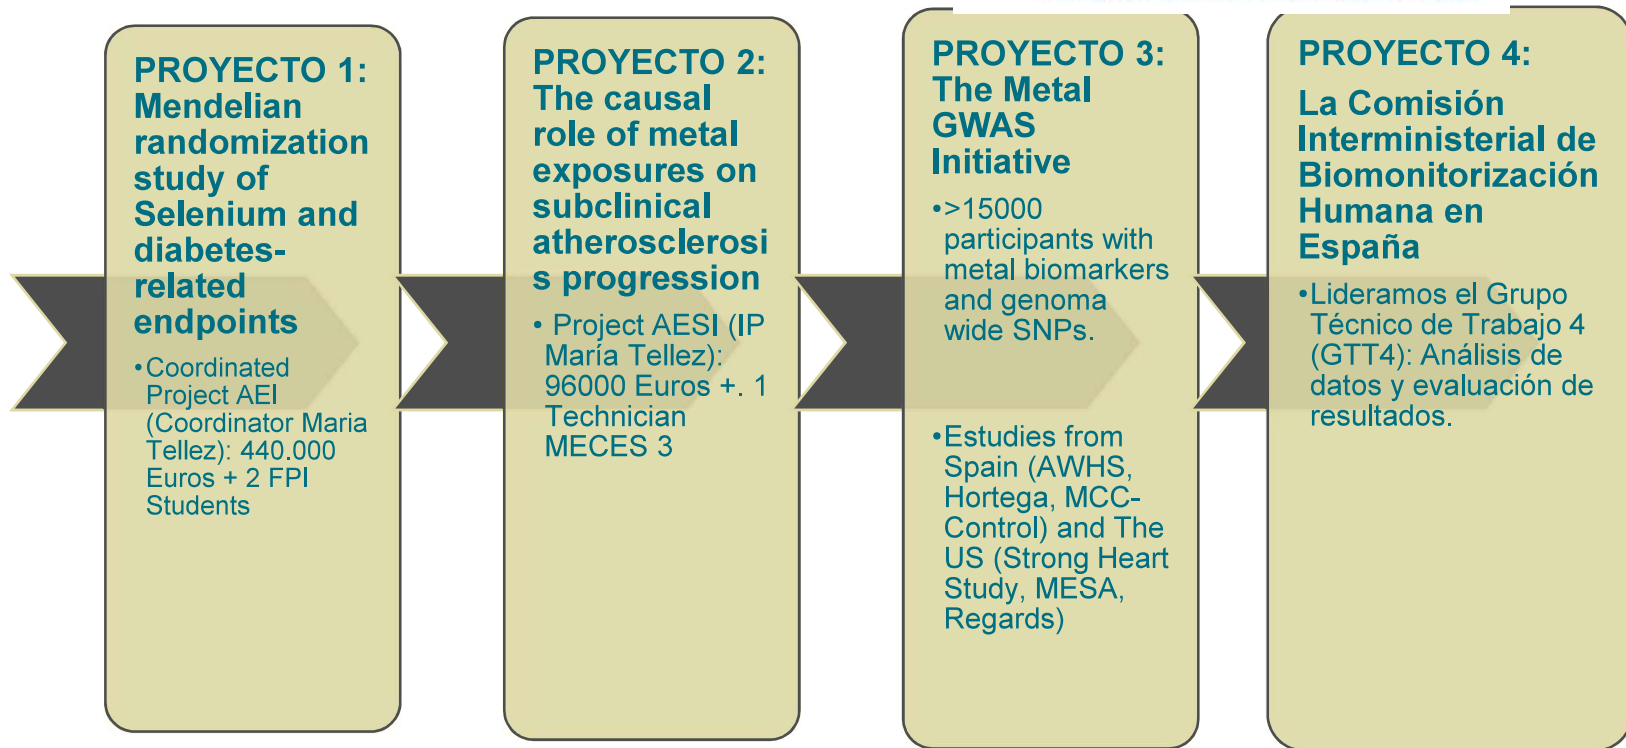 PROYECTO 1:
Mendelian
randomization
study of
Selenium and
diabetes-
related
endpoints
•Coordinated
Project AEI
(Coordinator Maria
Tellez): 440.000
Euros + 2 FPI
Students
PROYECTO 2:
The causal
role of metal
exposures on
subclinical
atherosclerosi
s progression
• Project AESI (IP
María Tellez):
96000 Euros +. 1
Technician
MECES 3
PROYECTO 3:
The Metal
GWAS
Initiative
•>15000
participants with
metal biomarkers
and genoma
wide SNPs.
•Estudies from
Spain (AWHS,
Hortega, MCC-
Control) and The
US (Strong Heart
Study, MESA,
Regards)
PROYECTO 4:
La Comisión
Interministerial de
Biomonitorización
Humana en
España
•Lideramos el Grupo
Técnico de Trabajo 4
(GTT4): Análisis de
datos y evaluación de
resultados.